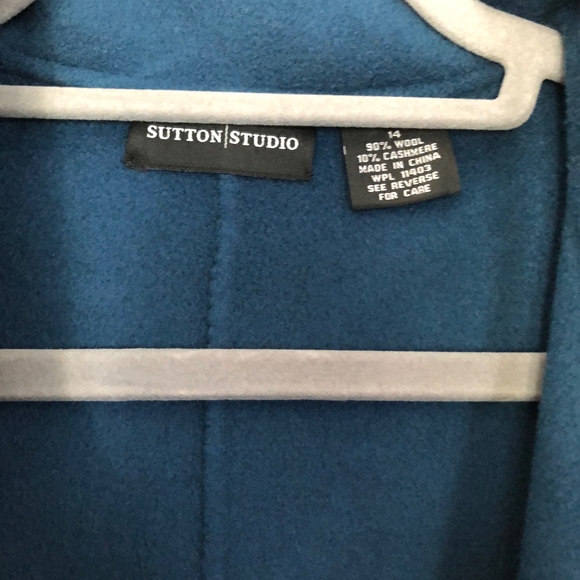 SUTTON|STUDIO
14
90% WOOL
10% CASHMERE
MADE IN CHINA
WPL 11403
SEE REVERSE
FOR CARE